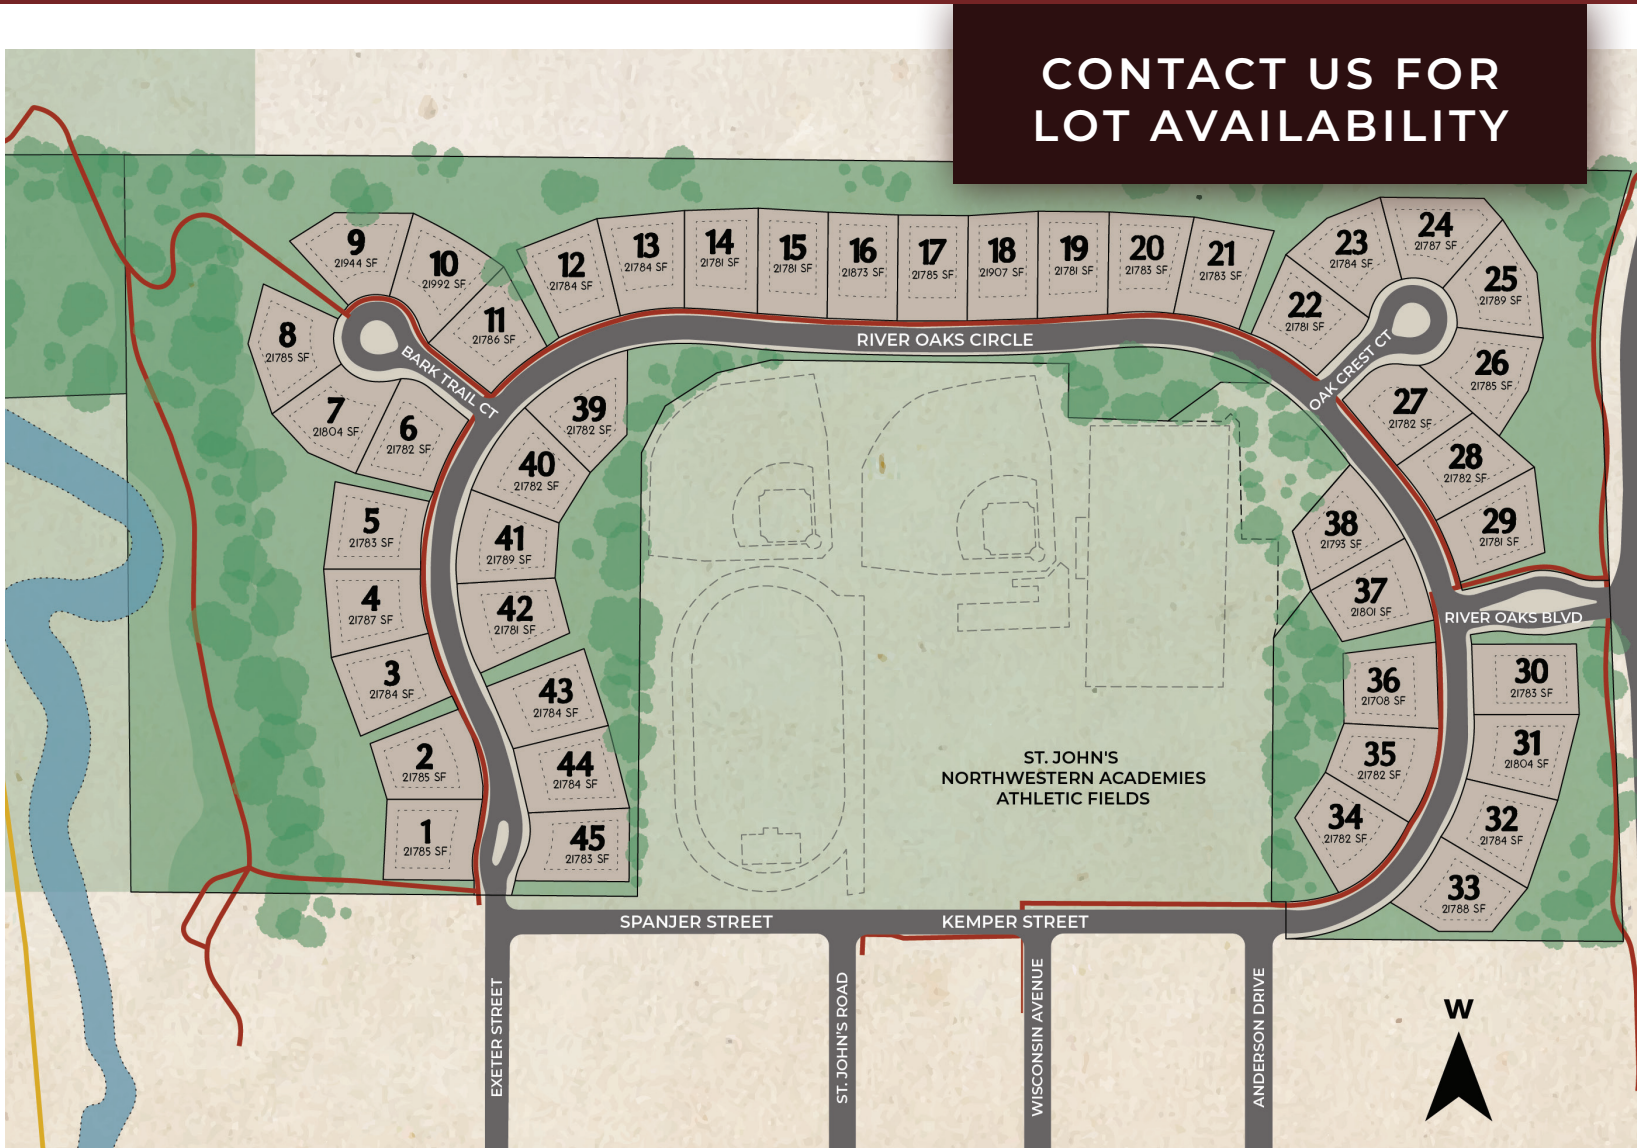 CONTACT US FOR
LOT AVAILABILITY
9
21944 SF
10
21992 SF
11
21786 SF
12
21784 SF
13
21784 SF
14
21781 SF
15
21781 SF
16
21873 SF
17
21785 SF
18
21907 SF
19
21781 SF
20
21783 SF
21
21783 SF
22
21781 SF
23
21784 SF
24
21787 SF
25
21789 SF
26
21785 SF
27
21782 SF
28
21782 SF
29
21781 SF
8
21785 SF
7
21804 SF
6
21782 SF
BARK TRAIL CT
RIVER OAKS CIRCLE
OAK CREST CT
39
21782 SF
40
21782 SF
41
21789 SF
42
21781 SF
5
21783 SF
4
21787 SF
3
21784 SF
2
21785 SF
1
21785 SF
43
21784 SF
44
21784 SF
45
21783 SF
38
21793 SF
37
21801 SF
RIVER OAKS BLVD
36
21708 SF
35
21782 SF
34
21782 SF
30
21783 SF
31
21804 SF
32
21784 SF
33
21788 SF
ST. JOHN'S
NORTHWESTERN ACADEMIES
ATHLETIC FIELDS
SPANJER STREET
KEMPER STREET
EXETER STREET
ST. JOHN'S ROAD
WISCONSIN AVENUE
ANDERSON DRIVE
W